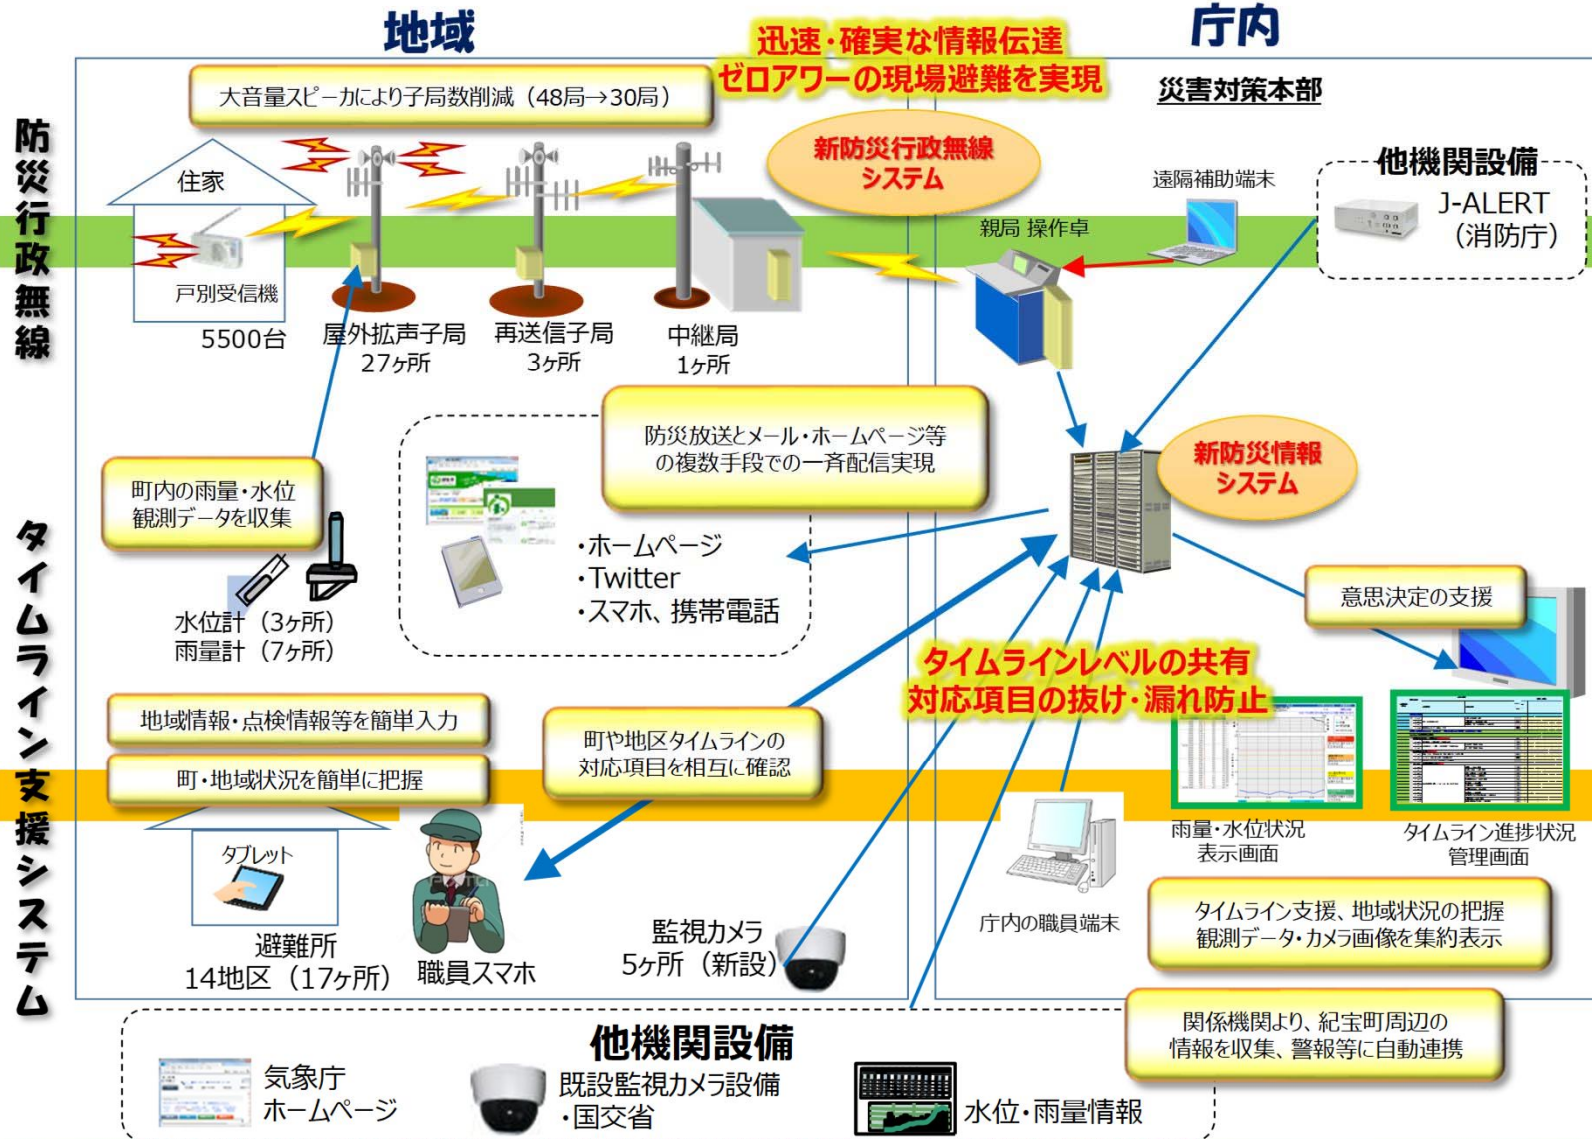 地域
庁内
迅速・確実な情報伝達
ゼロアワーの現場避難を実現
災害対策本部
大音量スピーカにより子局数削減（48局→30局）
防災行政無線
新防災行政無線
システム
他機関設備
J-ALERT
（消防庁）
遠隔補助端末
親局 操作卓
住家
戸別受信機
5500台
屋外拡声子局
27ヶ所
再送信子局
3ヶ所
中継局
1ヶ所
防災放送とメール・ホームページ等
の複数手段での一斉配信実現
新防災情報
システム
町内の雨量・水位
観測データを収集
・ホームページ
・Twitter
・スマホ、携帯電話
水位計（3ヶ所）
雨量計（7ヶ所）
意思決定の支援
タイムライン支援システム
タイムラインレベルの共有
対応項目の抜け・漏れ防止
地域情報・点検情報等を簡単入力
町・地域状況を簡単に把握
町や地区タイムラインの
対応項目を相互に確認
タブレット
避難所
14地区（17ヶ所）
職員スマホ
監視カメラ
5ヶ所（新設）
庁内の職員端末
雨量・水位状況
表示画面
タイムライン進捗状況
管理画面
タイムライン支援、地域状況の把握
観測データ・カメラ画像を集約表示
関係機関より、紀宝町周辺の
情報を収集、警報等に自動連携
他機関設備
気象庁
ホームページ
既設監視カメラ設備
・国交省
水位・雨量情報